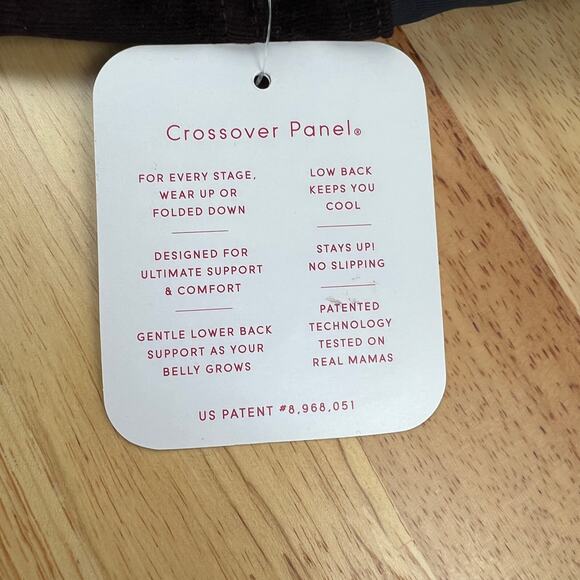 Crossover Panel®
FOR EVERY STAGE,
WEAR UP OR
FOLDED DOWN
DESIGNED FOR
ULTIMATE SUPPORT
& COMFORT
GENTLE LOWER BACK
SUPPORT AS YOUR
BELLY GROWS
LOW BACK
KEEPS YOU
COOL
STAYS UP!
NO SLIPPING
PATENTED
TECHNOLOGY
TESTED ON
REAL MAMAS
US PATENT #8,968,051